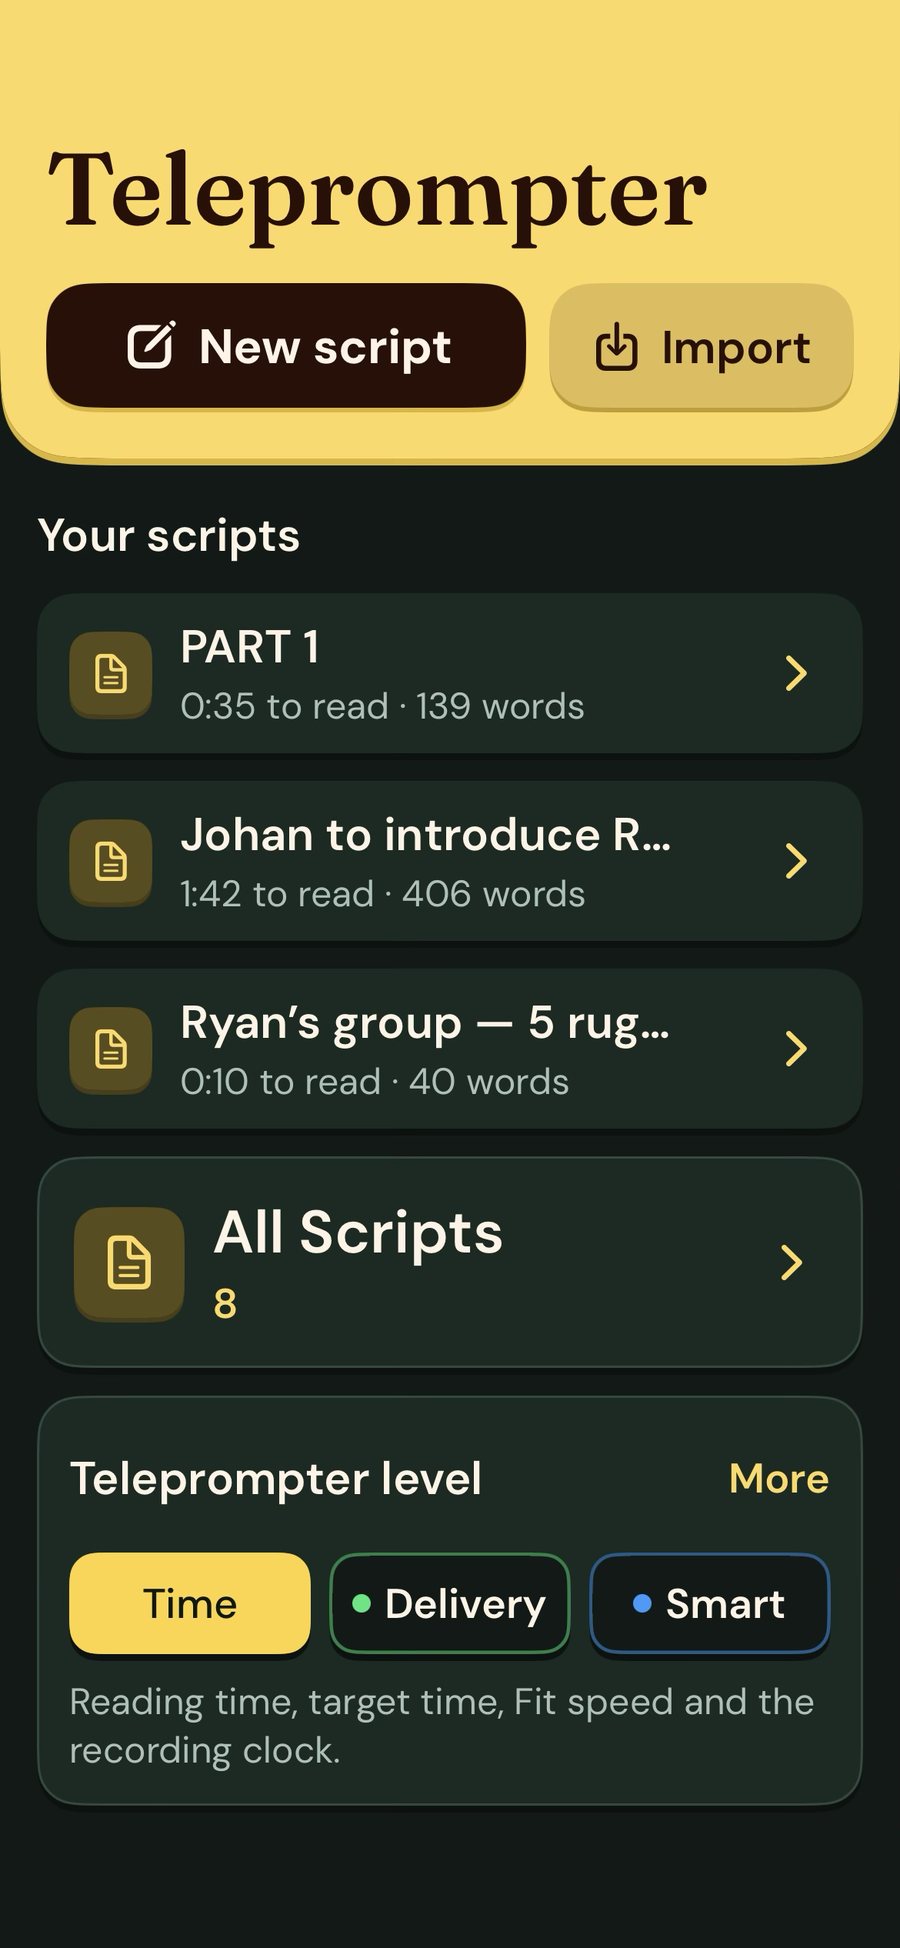 Teleprompter
New script
Import
Your scripts
PART 1
0:35 to read · 139 words
Johan to introduce R...
1:42 to read · 406 words
Ryan’s group — 5 rug...
0:10 to read · 40 words
All Scripts
8
Teleprompter level
More
Time
Delivery
Smart
Reading time, target time, Fit speed and the
recording clock.